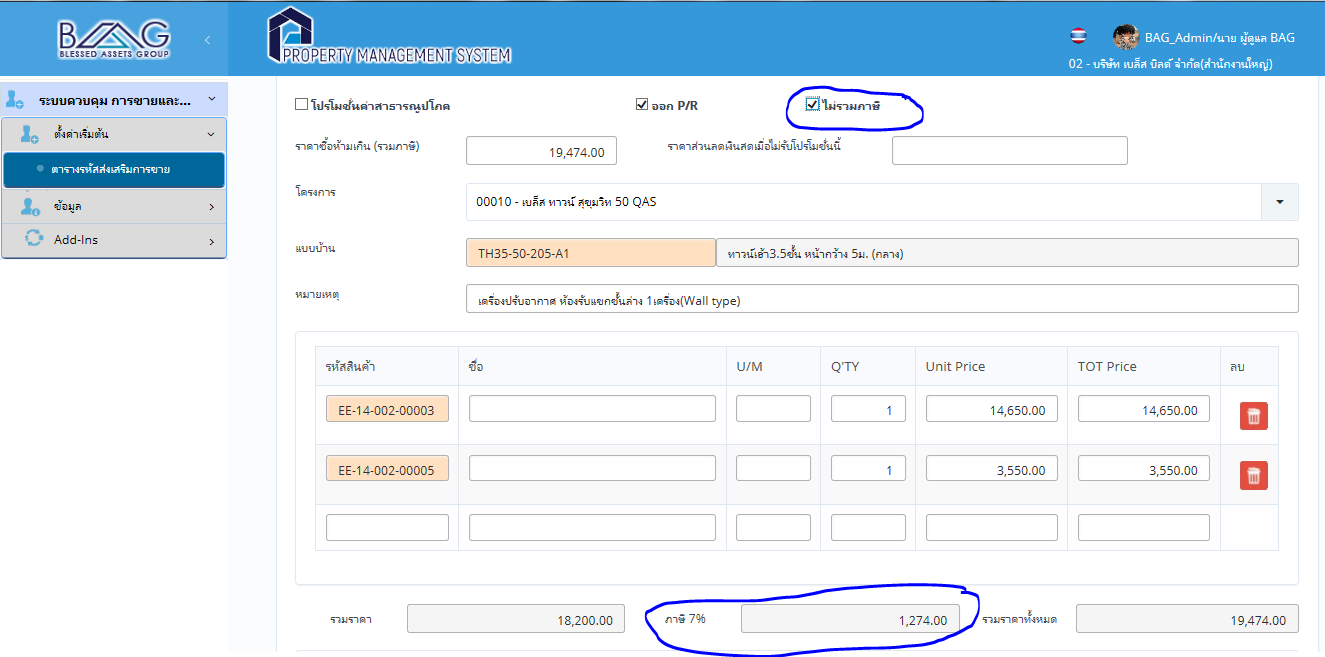 BAG
BLESSED ASSETS GROUP
PROPERTY MANAGEMENT SYSTEM
BAG_Admin/นาย ผู้ดูแล BAG
02 - บริษัท เบล็ส บิลด์ จำกัด(สำนักงานใหญ่)
ระบบควบคุม การขายและ...
ตั้งค่าเริ่มต้น
ตารางรหัสส่งเสริมการขาย
ข้อมูล
Add-Ins
โปรโมชั่นค่าสาธารณูปโภค ออก P/R ไม่รวมภาษี
ราคาซื้อห้ามเกิน (รวมภาษี) 19,474.00 ราคาส่วนลดเงินสดเมื่อไม่รับโปรโมชั่นนี้
โครงการ 00010 - เบล็ส ทาวน์ สุขุมวิท 50 QAS
แบบบ้าน TH35-50-205-A1 ทาวน์เฮ้า3.5ชั้น หน้ากว้าง 5ม. (กลาง)
หมายเหตุ เครื่องปรับอากาศ ห้องรับแขกชั้นล่าง 1เครื่อง(Wall type)
รหัสสินค้า ชื่อ U/M Q'TY Unit Price TOT Price ลบ
EE-14-002-00003 1 14,650.00 14,650.00
EE-14-002-00005 1 3,550.00 3,550.00
รวมราคา 18,200.00 ภาษี 7% 1,274.00 รวมราคาทั้งหมด 19,474.00